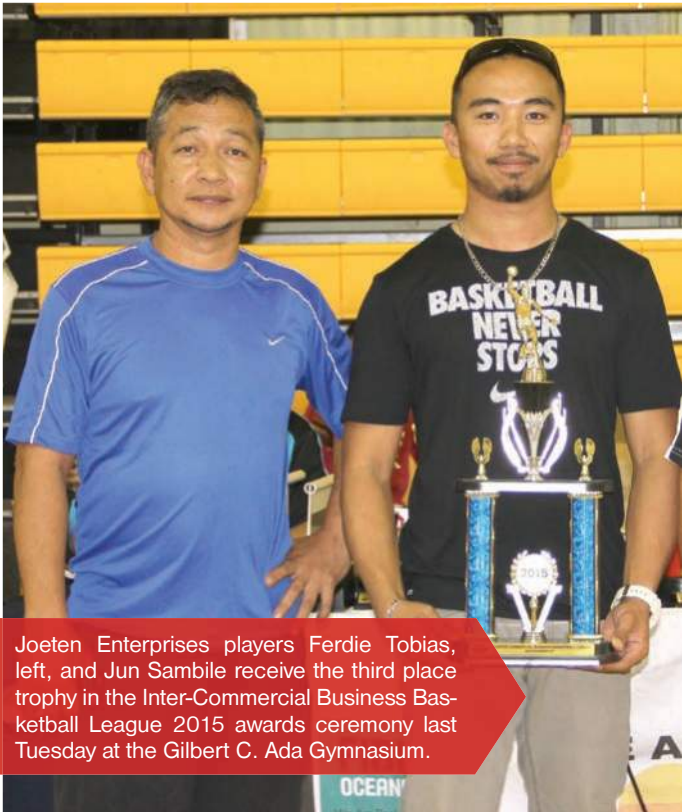 BASKETBALL
NEVER
STOPS
2015
Joeten Enterprises players Ferdie Tobias,
left, and Jun Sambile receive the third place
trophy in the Inter-Commercial Business Bas-
ketball League 2015 awards ceremony last
Tuesday at the Gilbert C. Ada Gymnasium.
E A